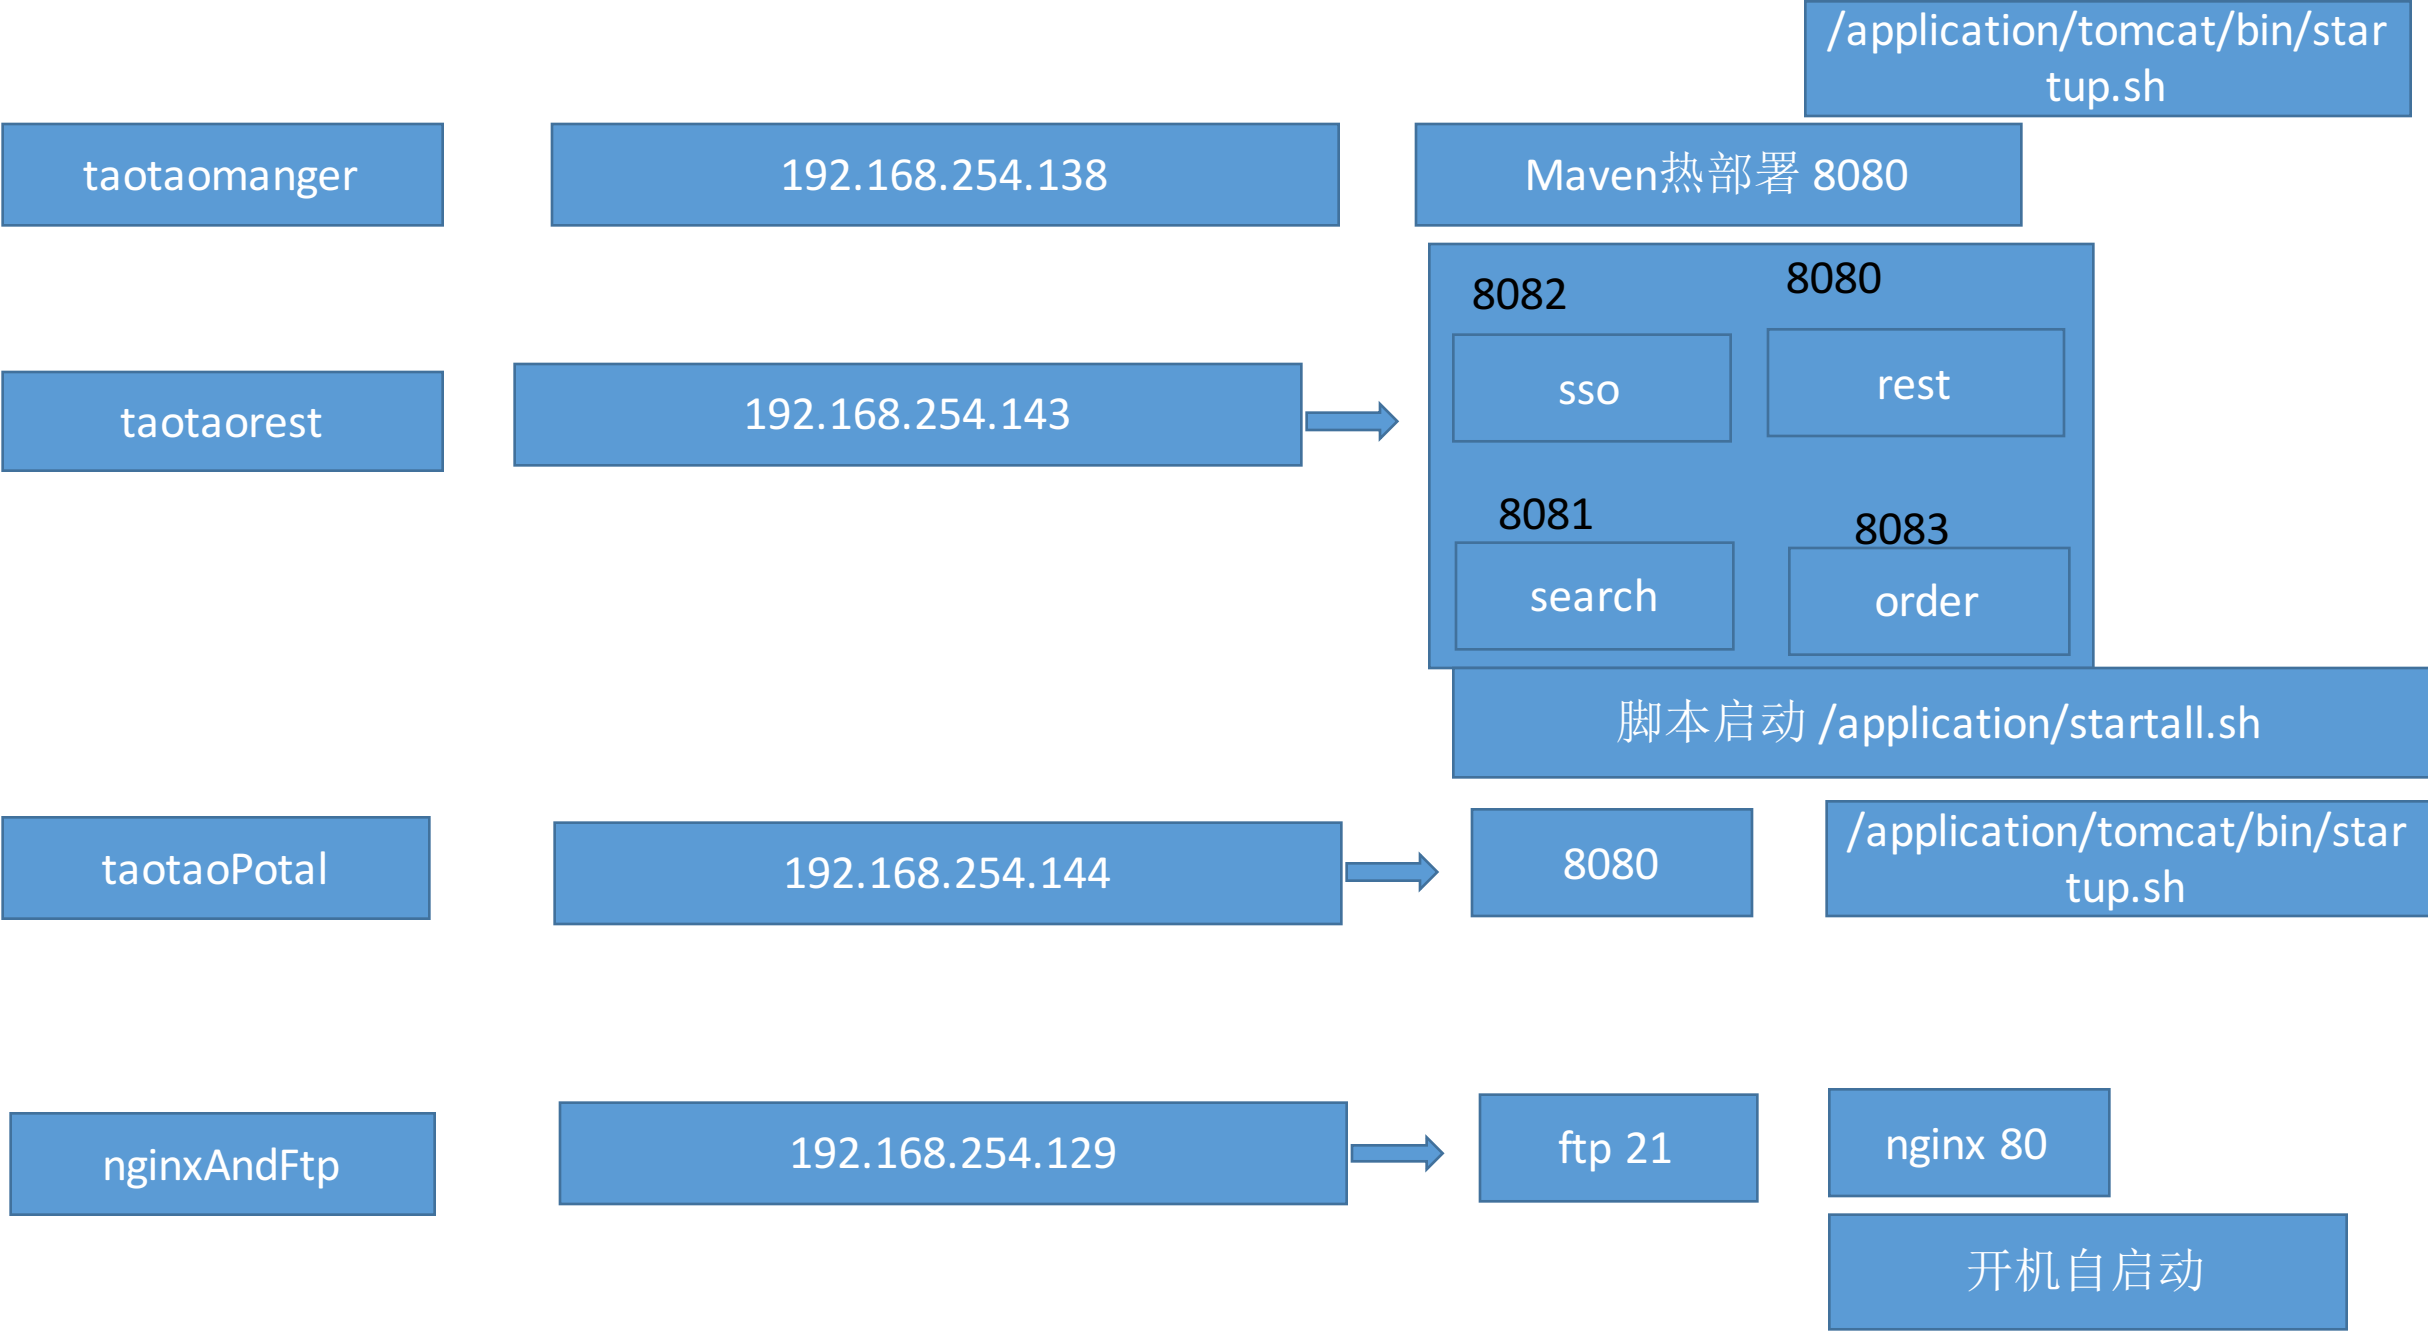 /application/tomcat/bin/star
tup.sh
taotaomanger
192.168.254.138
Maven热部署 8080
8082
8080
sso
rest
taotaorest
192.168.254.143
8081
8083
search
order
脚本启动 /application/startall.sh
taotaoPotal
192.168.254.144
8080
/application/tomcat/bin/star
tup.sh
nginxAndFtp
192.168.254.129
ftp 21
nginx 80
开机自启动